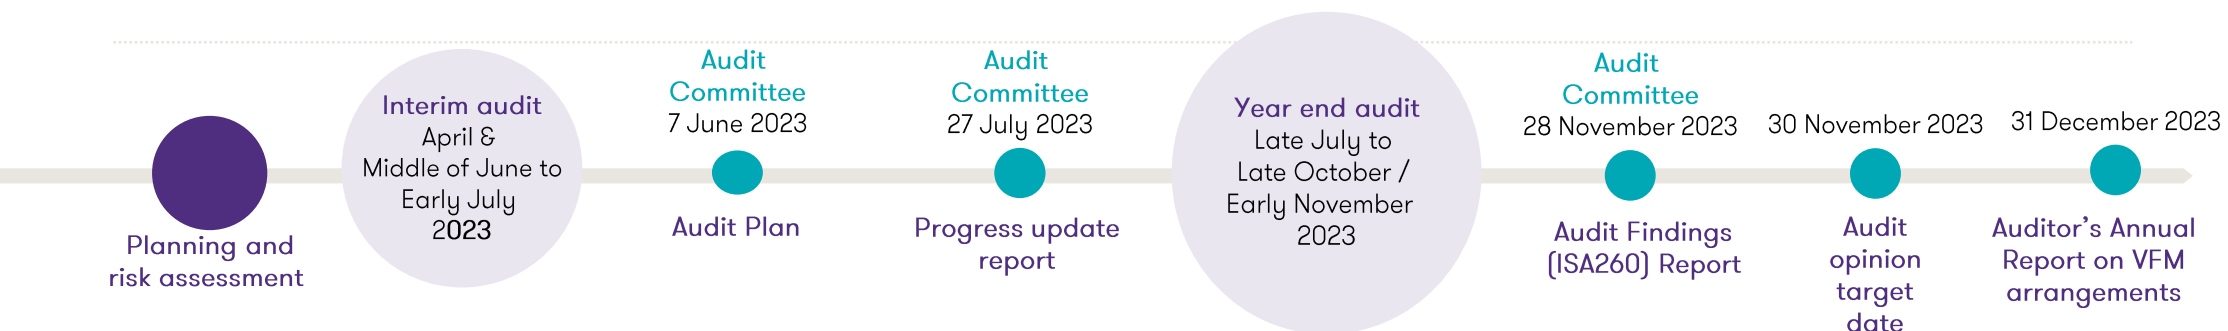 Planning and
risk assessment
Interim audit
April &
Middle of June to
Early July
2023
Audit
Committee
7 June 2023
Audit Plan
Audit
Committee
27 July 2023
Progress update
report
Year end audit
Late July to
Late October /
Early November
2023
Audit
Committee
28 November 2023
Audit Findings
(ISA260) Report
30 November 2023
Audit
opinion
target
date
31 December 2023
Auditor’s Annual
Report on VFM
arrangements